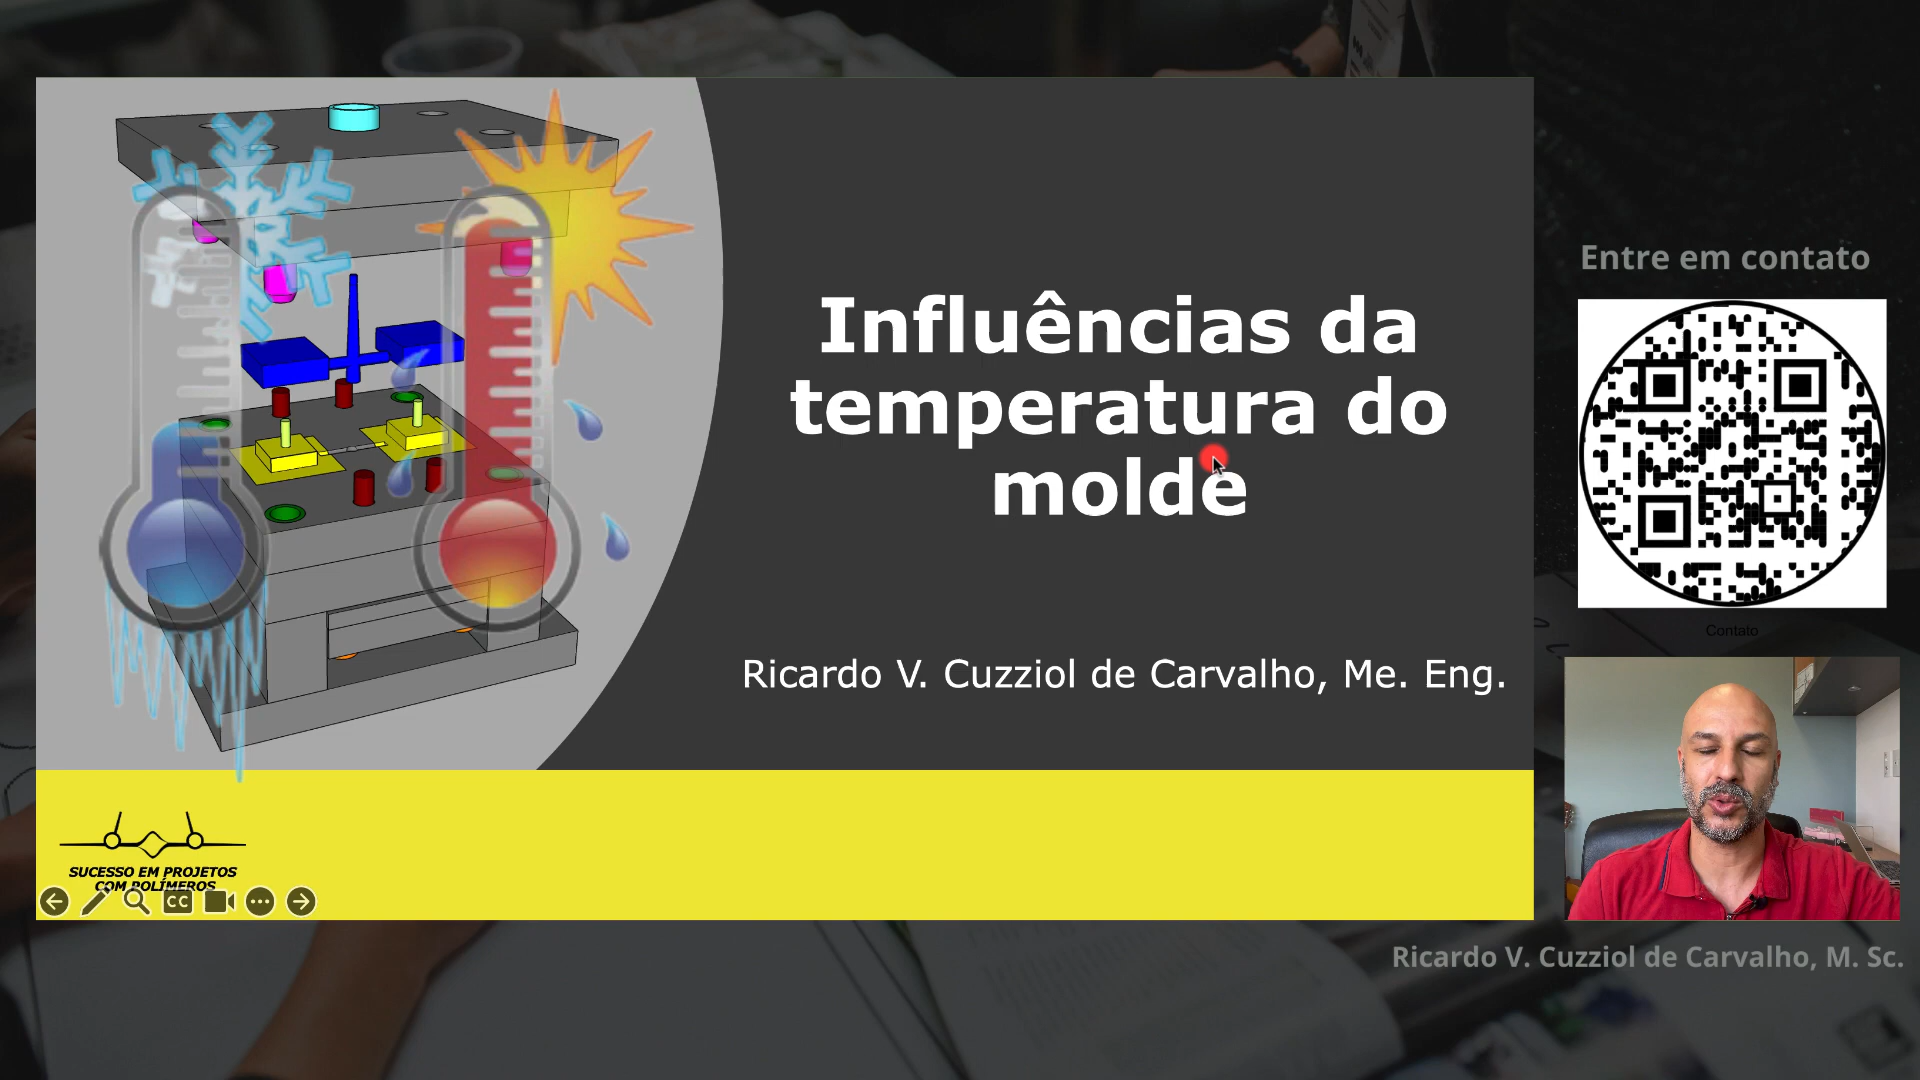 Influências da
temperatura do
molde
Ricardo V. Cuzziol de Carvalho, Me. Eng.
SUCESSO EM PROJETOS
COM POLÍMEROS
CC
Entre em contato
Contato
Ricardo V. Cuzziol de Carvalho, M. Sc.